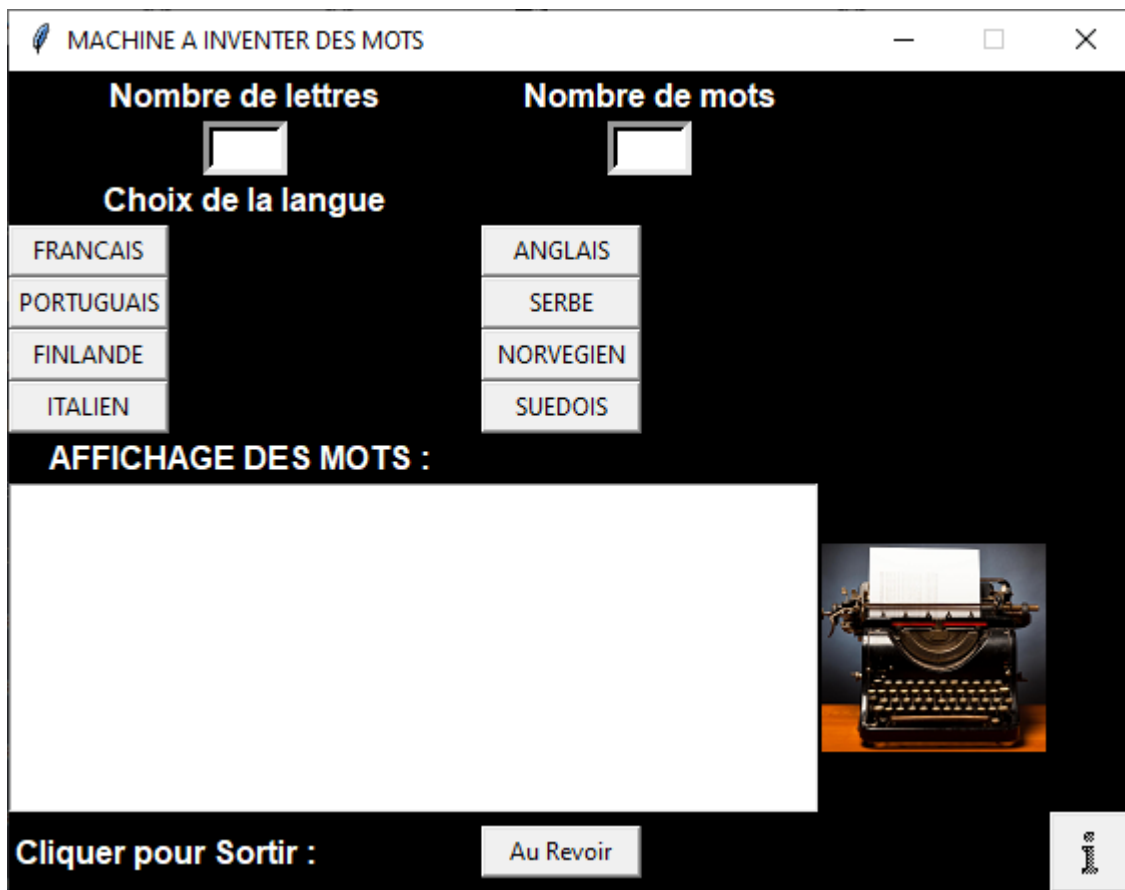 MACHINE A INVENTER DES MOTS
Nombre de lettres Nombre de mots
Choix de la langue
FRANCAIS ANGLAIS
PORTUGUAIS SERBE
FINLANDE NORVEGIEN
ITALIEN SUEDOIS
AFFICHAGE DES MOTS :
Cliquer pour Sortir : Au Revoir
i